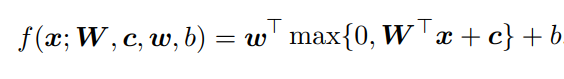 f(x; W, c, w, b) = w⊤ max{0, W⊤x + c} + b.